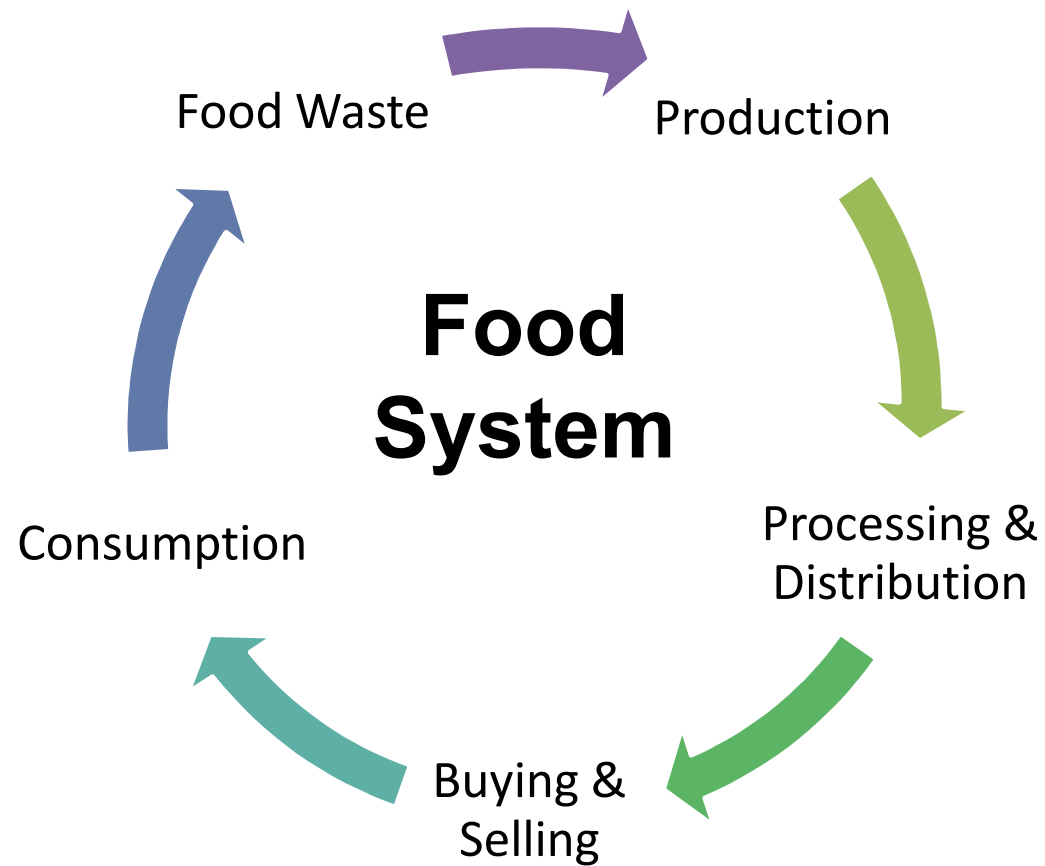 Food Waste
Production
Food
System
Processing &
Distribution
Consumption
Buying &
Selling